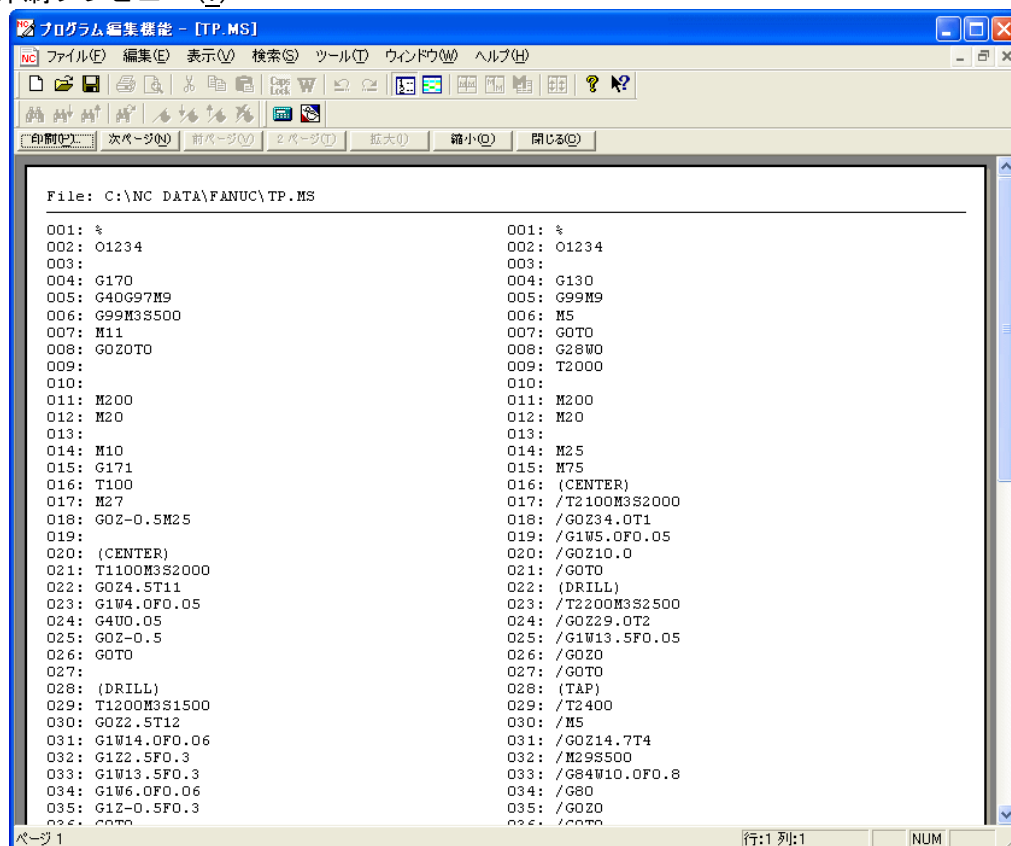 プログラム編集機能 - [TP.MS]
ファイル(F) 編集(E) 表示(V) 検索(S) ツール(T) ウィンドウ(W) ヘルプ(H)
Caps Lock
印刷(P)... 次ページ(N) 前ページ(V) 2 ページ(T) 拡大(I) 縮小(O) 閉じる(C)
File: C:\NC DATA\FANUC\TP.MS
001: %
002: O1234
003:
004: G170
005: G40G97M9
006: G99M3S500
007: M11
008: G0Z0T0
009:
010:
011: M200
012: M20
013:
014: M10
015: G171
016: T100
017: M27
018: G0Z-0.5M25
019:
020: (CENTER)
021: T1100M3S2000
022: G0Z4.5T11
023: G1W4.0F0.05
024: G4U0.05
025: G0Z-0.5
026: G0T0
027:
028: (DRILL)
029: T1200M3S1500
030: G0Z2.5T12
031: G1W14.0F0.06
032: G1Z2.5F0.3
033: G1W13.5F0.3
034: G1W6.0F0.06
035: G1Z-0.5F0.3
001: %
002: O1234
003:
004: G130
005: G99M9
006: M5
007: G0T0
008: G28W0
009: T2000
010:
011: M200
012: M20
013:
014: M25
015: M75
016: (CENTER)
017: /T2100M3S2000
018: /G0Z34.0T1
019: /G1W5.0F0.05
020: /G0Z10.0
021: /G0T0
022: (DRILL)
023: /T2200M3S2500
024: /G0Z29.0T2
025: /G1W13.5F0.05
026: /G0Z0
027: /G0T0
028: (TAP)
029: /T2400
030: /M5
031: /G0Z14.7T4
032: /M29S500
033: /G84W10.0F0.8
034: /G80
035: /G0Z0
ページ 1
行:1 列:1
NUM